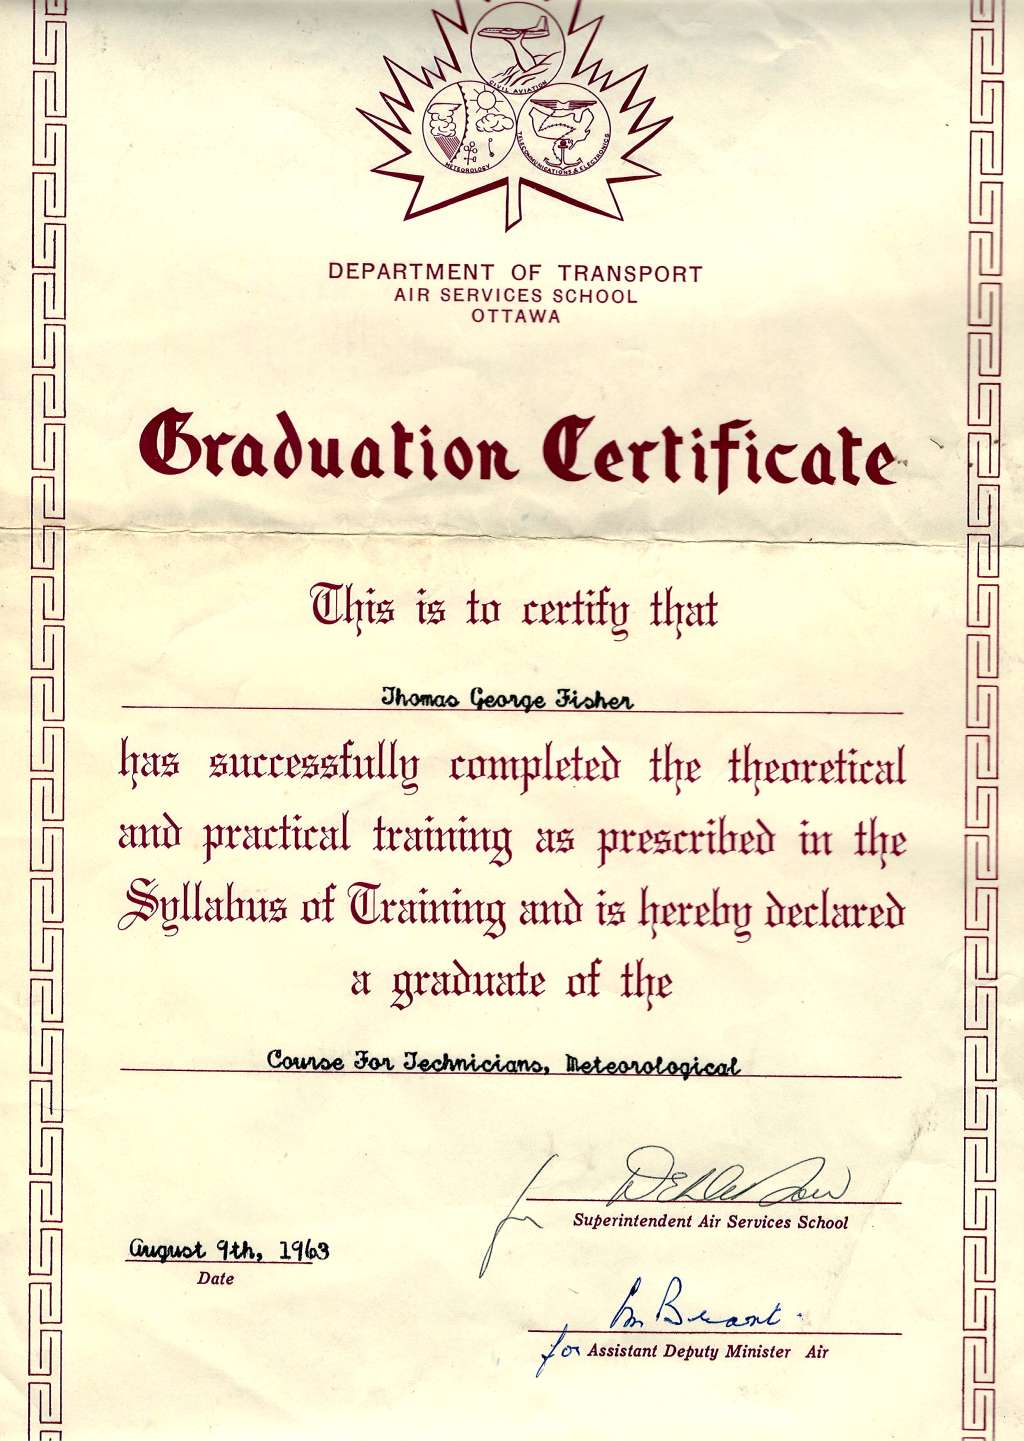 CIVIL AVIATION
METEOROLOGY
TELECOMMUNICATIONS & ELECTRONICS
DEPARTMENT OF TRANSPORT
AIR SERVICES SCHOOL
OTTAWA
Graduation Certificate
This is to certify that
Thomas George Fisher
has successfully completed the theoretical
and practical training as prescribed in the
Syllabus of Training and is hereby declared
a graduate of the
Course For Technicians, Meteorological
for
Superintendent Air Services School
August 9th, 1963
Date
for Assistant Deputy Minister Air